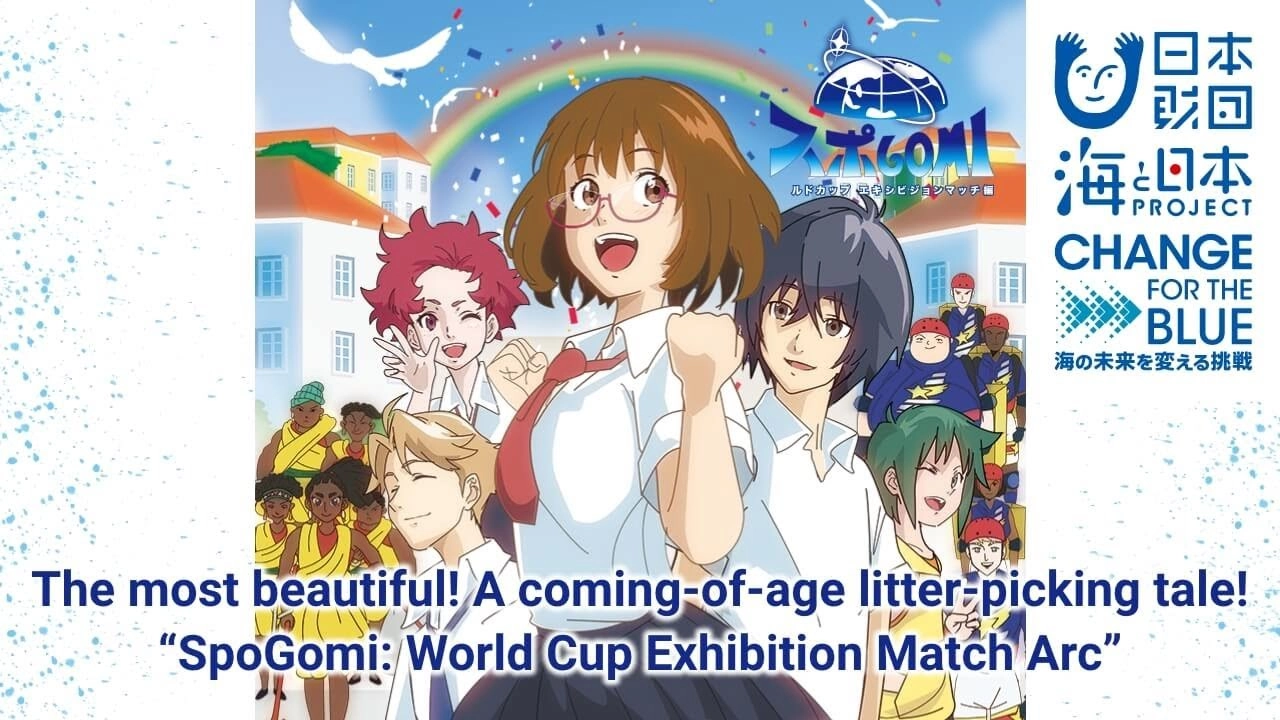 スポGOMI
ルドカップ エキシビジョンマッチ編
日本
財団
海と日本
PROJECT
CHANGE
FOR THE
BLUE
海の未来を変える挑戦
The most beautiful! A coming-of-age litter-picking tale!
“SpoGomi: World Cup Exhibition Match Arc”